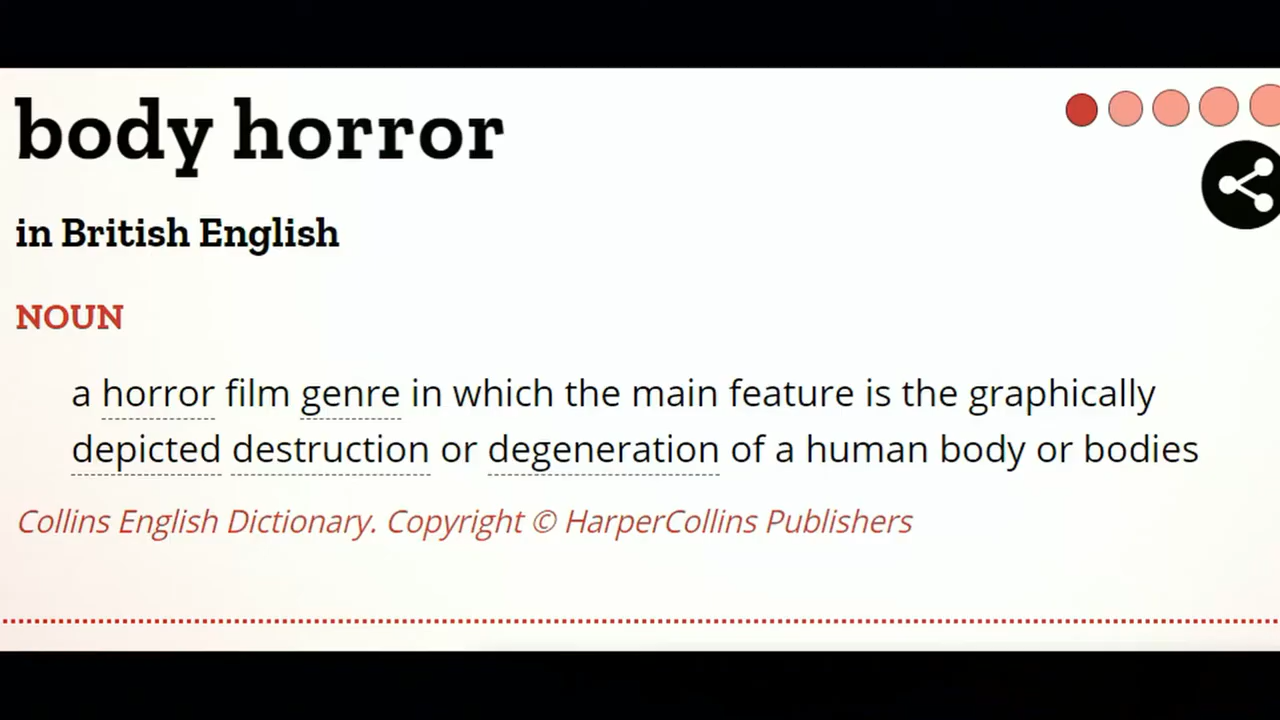 body horror
in British English
NOUN
a horror film genre in which the main feature is the graphically
depicted destruction or degeneration of a human body or bodies
Collins English Dictionary. Copyright © HarperCollins Publishers